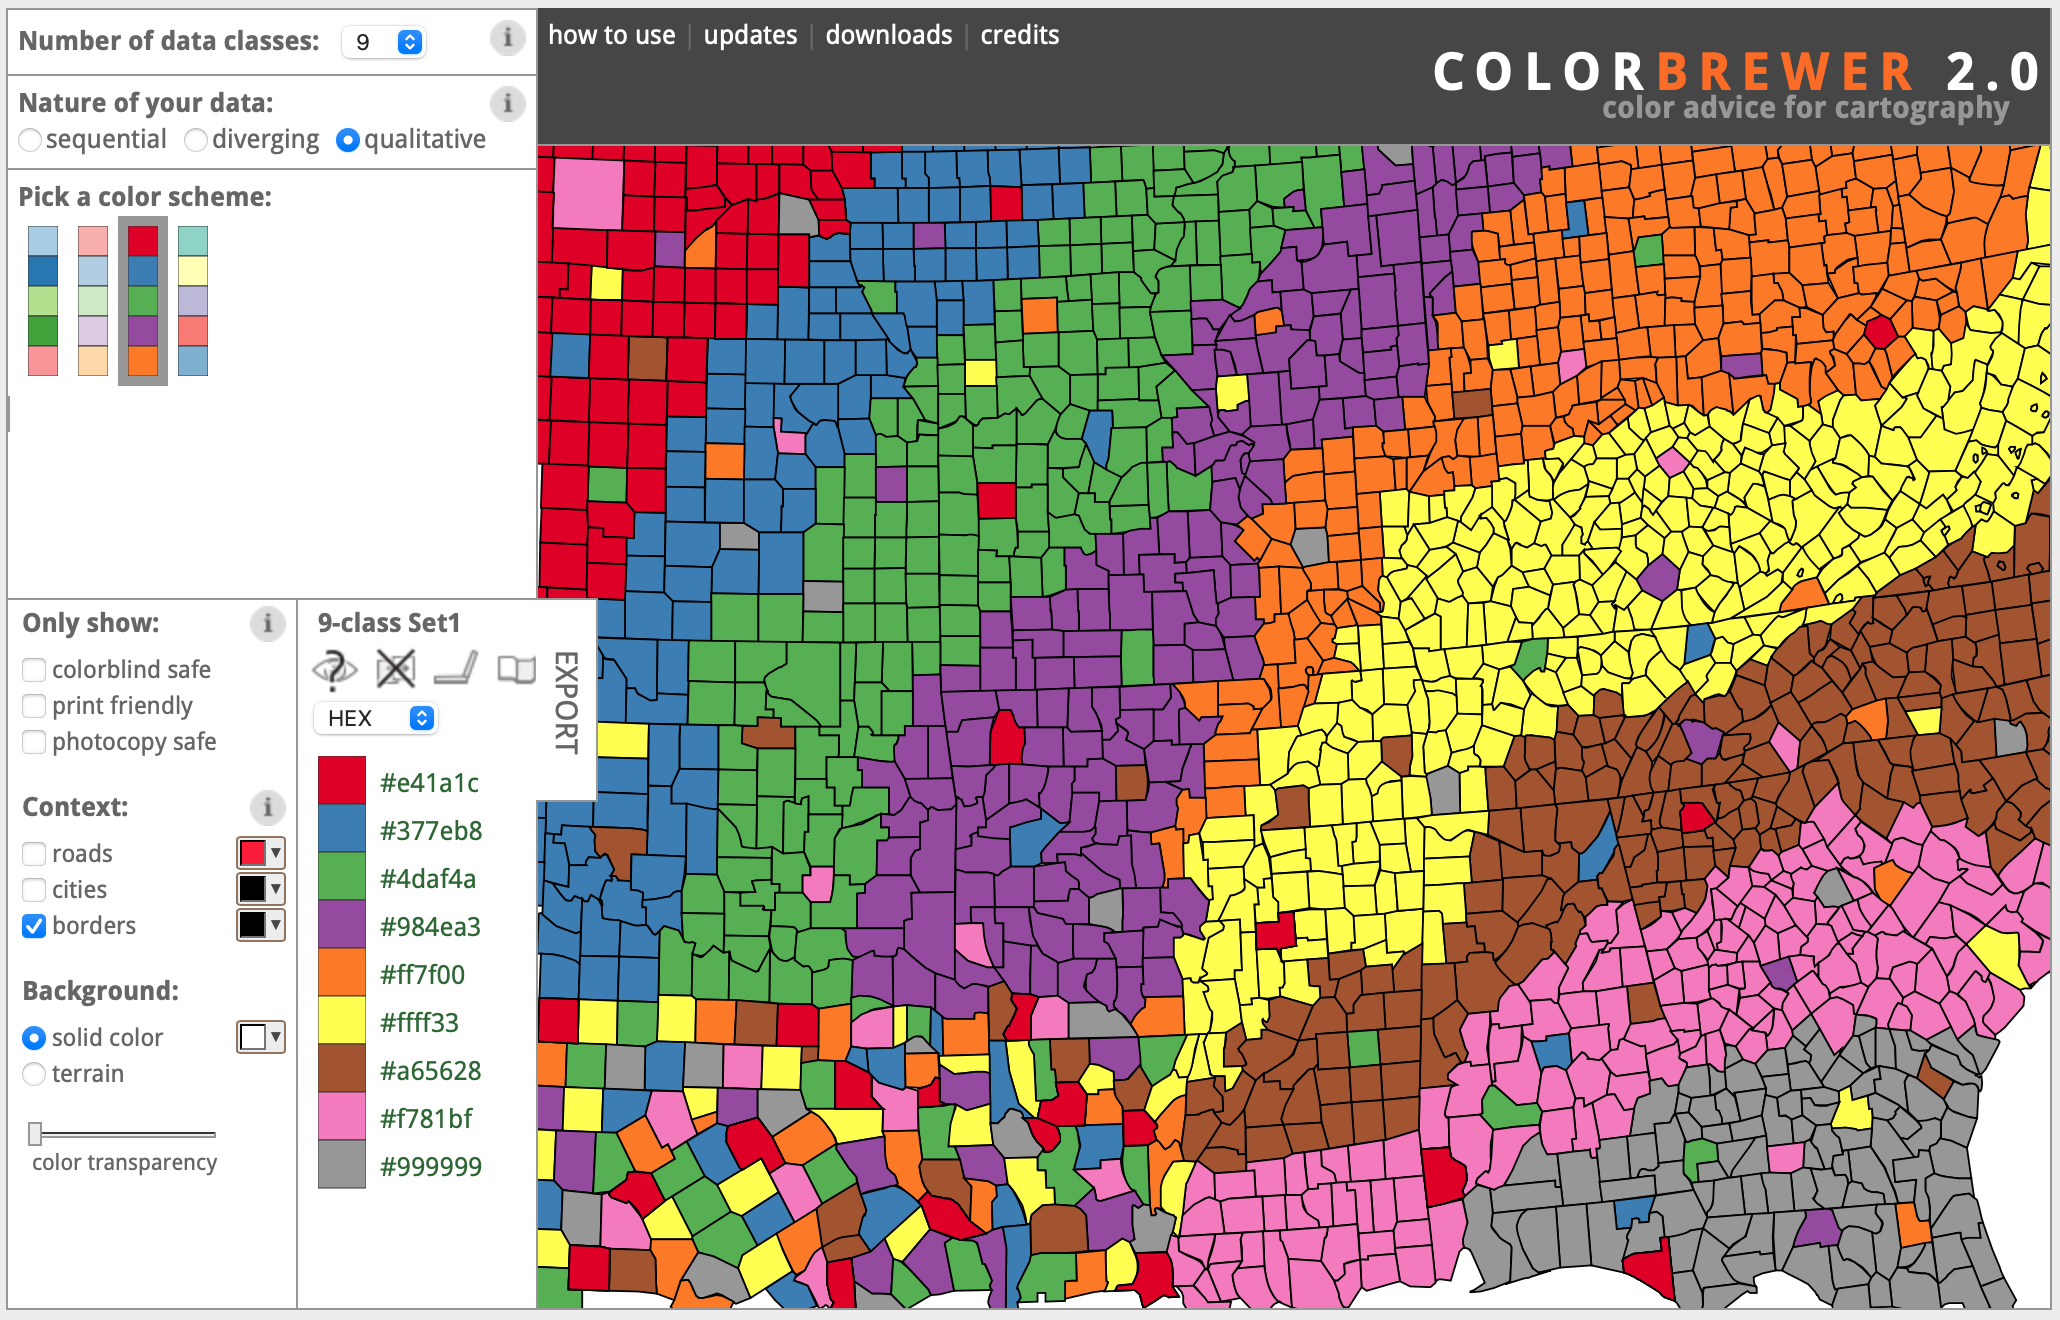 Number of data classes: 9 i
how to use | updates | downloads | credits
COLORBREWER 2.0
color advice for cartography
Nature of your data: i
sequential diverging qualitative
Pick a color scheme:
Only show: i
colorblind safe
print friendly
photocopy safe
Context: i
roads
cities
borders
Background:
solid color
terrain
color transparency
9-class Set1
?
HEX
EXPORT
#e41a1c
#377eb8
#4daf4a
#984ea3
#ff7f00
#ffff33
#a65628
#f781bf
#999999